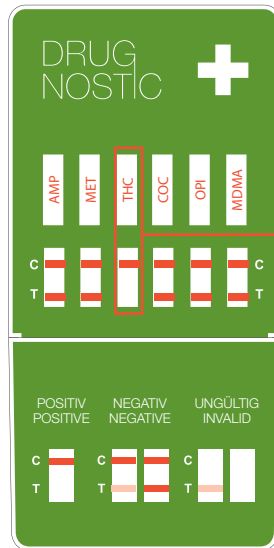 DRUG
NOSTIC
AMP MET THC COC OPI MDMA
C C
T T
POSITIV NEGATIV UNGÜLTIG
POSITIVE NEGATIVE INVALID
C C C
T T T